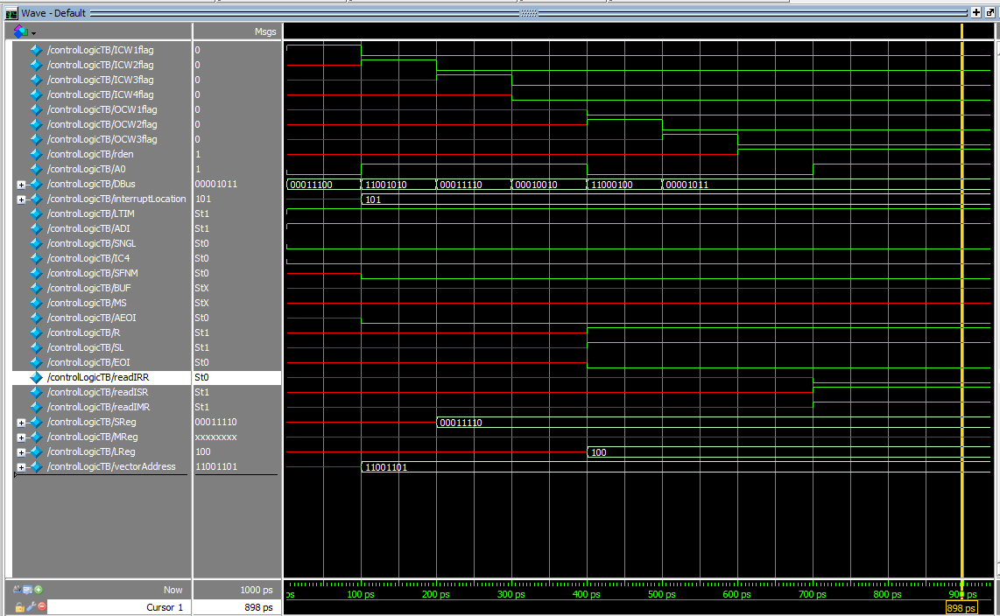 Wave - Default
Msgs
/controlLogicTB/ICW1flag 0
/controlLogicTB/ICW2flag 0
/controlLogicTB/ICW3flag 0
/controlLogicTB/ICW4flag 0
/controlLogicTB/OCW1flag 0
/controlLogicTB/OCW2flag 0
/controlLogicTB/OCW3flag 0
/controlLogicTB/rden 1
/controlLogicTB/A0 1
/controlLogicTB/DBus 00001011 00011100 11001010 00011110 00010010 11000100 00001011
/controlLogicTB/interruptLocation 101 101
/controlLogicTB/LTIM St1
/controlLogicTB/ADI St1
/controlLogicTB/SNGL St0
/controlLogicTB/IC4 St0
/controlLogicTB/SFNM St0
/controlLogicTB/BUF StX
/controlLogicTB/MS StX
/controlLogicTB/AEOI St0
/controlLogicTB/R St1
/controlLogicTB/SL St1
/controlLogicTB/EOI St0
/controlLogicTB/readIRR St0
/controlLogicTB/readISR St1
/controlLogicTB/readIMR St1
/controlLogicTB/SReg 00011110 00011110
/controlLogicTB/MReg xxxxxxxx
/controlLogicTB/LReg 100 100
/controlLogicTB/vectorAddress 11001101 11001101
Now 1000 ps ps 100 ps 200 ps 300 ps 400 ps 500 ps 600 ps 700 ps 800 ps 900 ps
Cursor 1 898 ps 898 ps